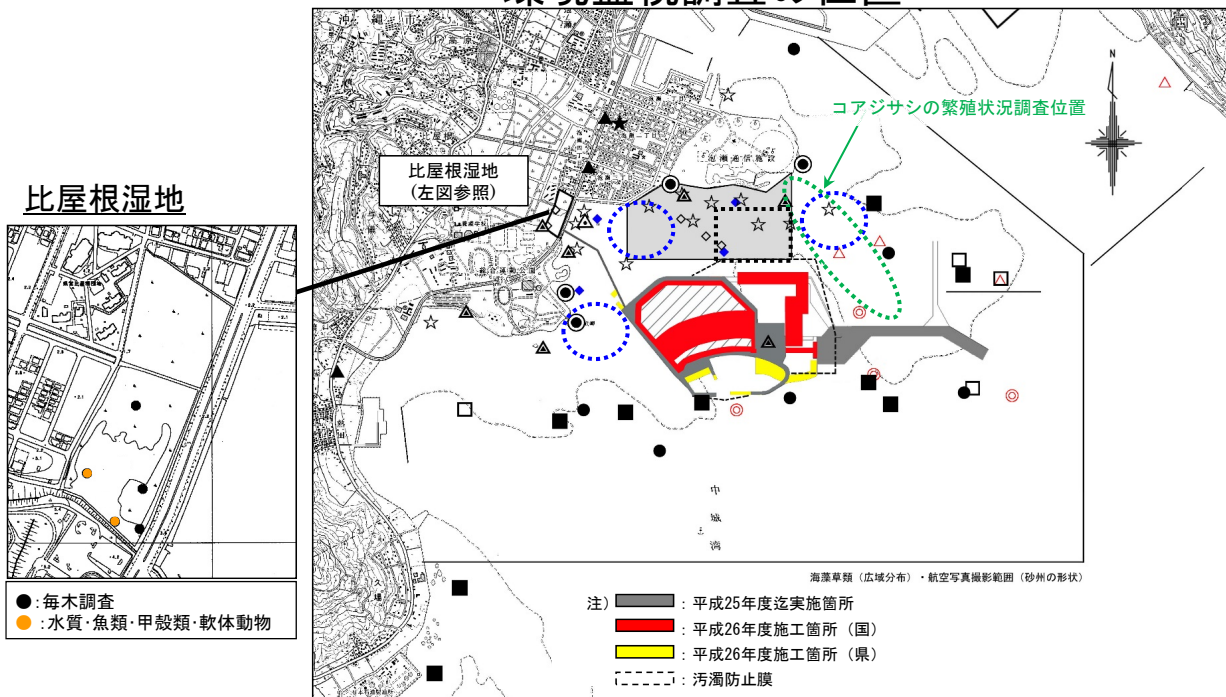 環境監視調査の位置
コアジサシの繁殖状況調査位置
N
比屋根湿地
(左図参照)
比屋根湿地
泡瀬通信施設
中
城
湾
海藻草類（広域分布）・航空写真撮影範囲（砂州の形状）
●:毎木調査
●:水質・魚類・甲殻類・軟体動物
注）
：平成25年度迄実施箇所
：平成26年度施工箇所（国）
：平成26年度施工箇所（県）
：汚濁防止膜